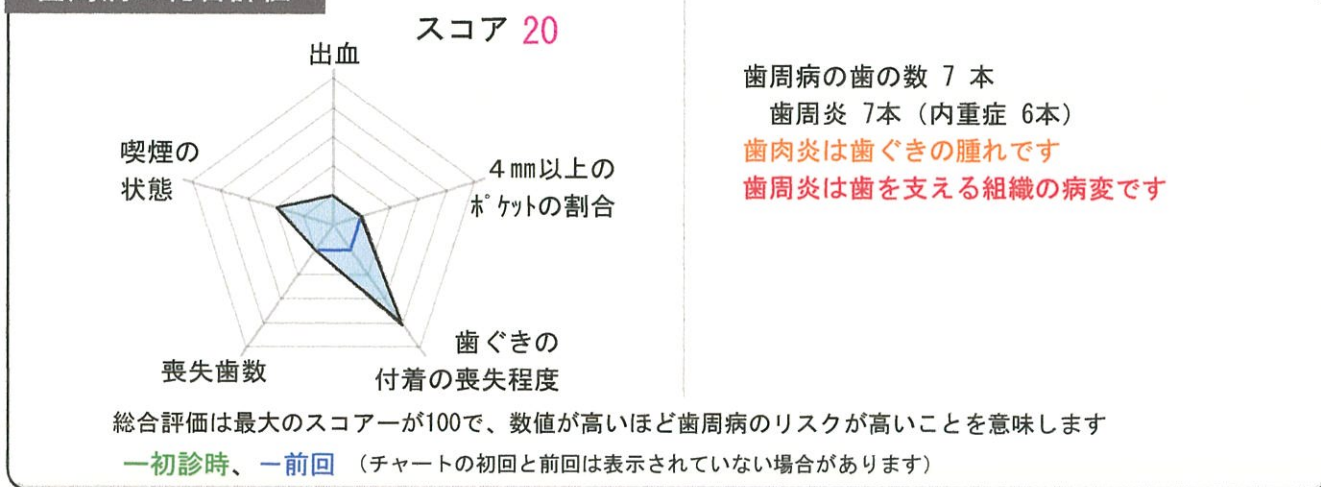 スコア 20
出血
喫煙の
状態
4㎜以上の
ﾎﾟｹｯﾄの割合
喪失歯数
歯ぐきの
付着の喪失程度
歯周病の歯の数 7 本
歯周炎 7本 (内重症 6本)
歯肉炎は歯ぐきの腫れです
歯周炎は歯を支える組織の病変です
総合評価は最大のスコアーが100で、数値が高いほど歯周病のリスクが高いことを意味します
ー初診時、ー前回 (チャートの初回と前回は表示されていない場合があります)